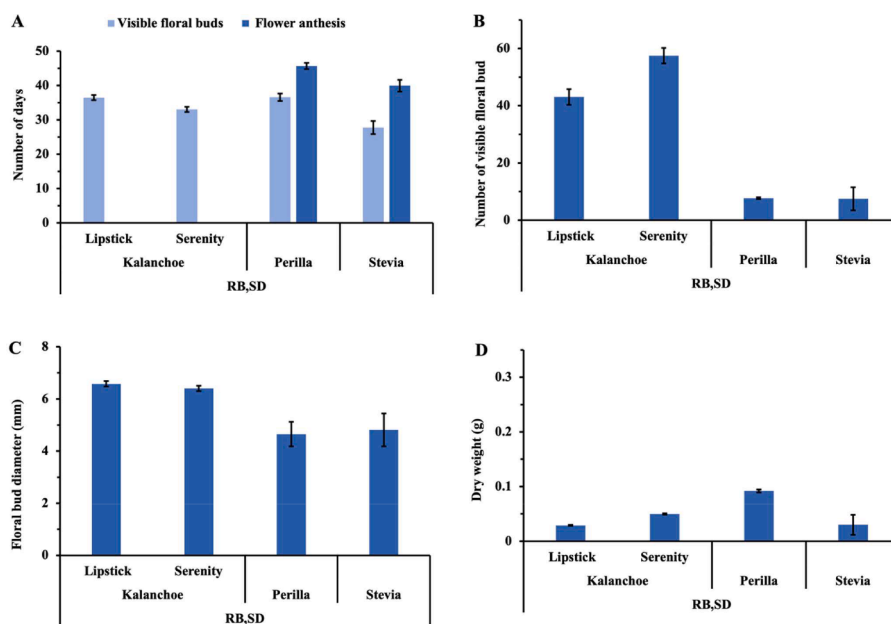 A
Visible floral buds
Flower anthesis
Number of days
50
40
30
20
10
0
Lipstick
Serenity
Kalanchoe
Perilla
Stevia
RB,SD
B
Number of visible flloral bud
60
40
20
0
Lipstick
Serenity
Kalanchoe
Perilla
Stevia
RB,SD
C
Floral bud diameter (mm)
8
6
4
2
0
Lipstick
Serenity
Kalanchoe
Perilla
Stevia
RB,SD
D
Dry weight (g)
0.3
0.2
0.1
0
Lipstick
Serenity
Kalanchoe
Perilla
Stevia
RB,SD